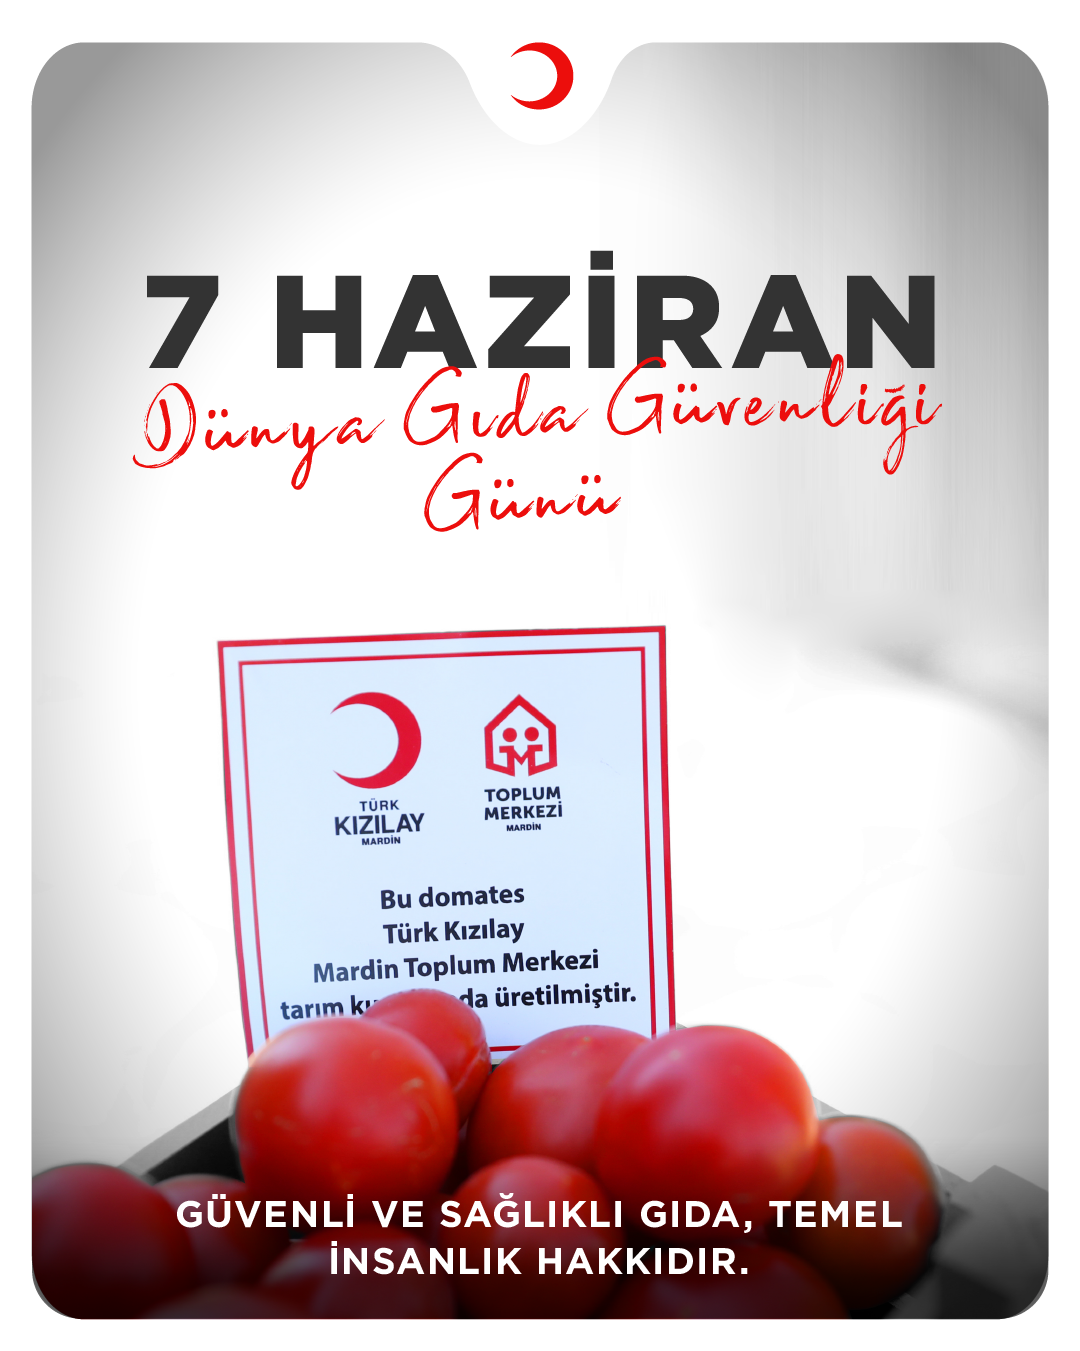 7 HAZİRAN
Dünya Gıda Güvenliği
Günü
TÜRK
KIZILAY
MARDİN
TOPLUM
MERKEZİ
MARDİN
Bu domates
Türk Kızılay
Mardin Toplum Merkezi
tarım da üretilmiştir.
GÜVENLİ VE SAĞLIKLI GIDA, TEMEL
İNSANLIK HAKKIDIR.